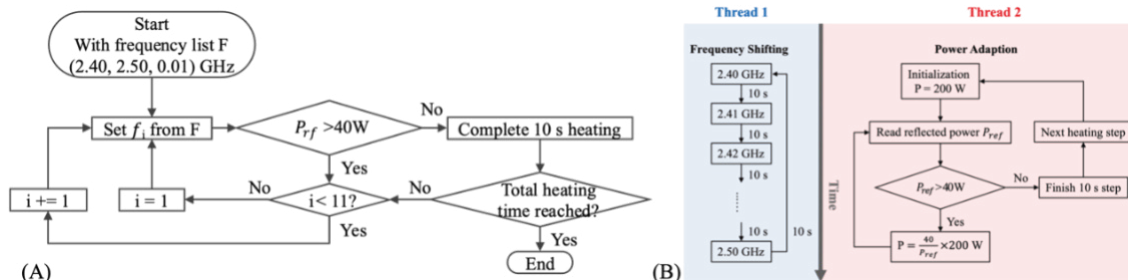 Start
With frequency list F
(2.40, 2.50, 0.01) GHz
Set f_i from F
P_rf >40W
No
Complete 10 s heating
Yes
i += 1
i = 1
No
i< 11?
No
Total heating
time reached?
Yes
Yes
End
(A)
(B)
Thread 1
Frequency Shifting
2.40 GHz
10 s
2.41 GHz
10 s
2.42 GHz
10 s
......
10 s
2.50 GHz
10 s
Time
Thread 2
Power Adaption
Initialization
P = 200 W
Read reflected power P_ref
Next heating step
P_ref>40W
No
Finish 10 s step
Yes
P = 40/P_ref ×200 W